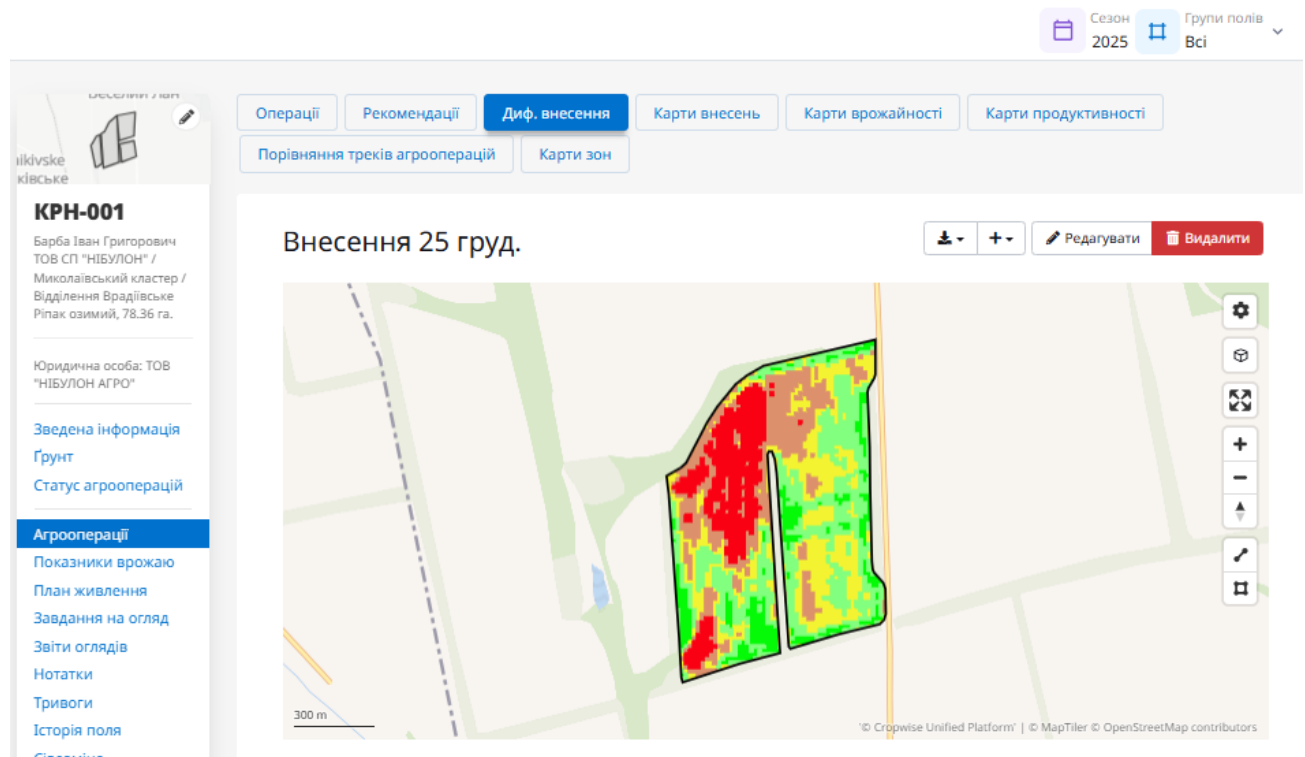 Сезон
2025
Групи полів
Всі
Операції
Рекомендації
Диф. внесення
Карти внесень
Карти врожайності
Карти продуктивності
Порівняння треків агрооперацій
Карти зон
КРН-001
Барба Іван Григорович
ТОВ СП "НІБУЛОН" /
Миколаївський кластер /
Відділення Врадіївське
Ріпак озимий, 78.36 га.
Юридична особа: ТОВ
"НІБУЛОН АГРО"
Зведена інформація
Ґрунт
Статус агрооперацій
Агрооперації
Показники врожаю
План живлення
Завдання на огляд
Звіти оглядів
Нотатки
Тривоги
Історія поля
Внесення 25 груд.
Редагувати
Видалити
300 m
'© Cropwise Unified Platform' | © MapTiler © OpenStreetMap contributors